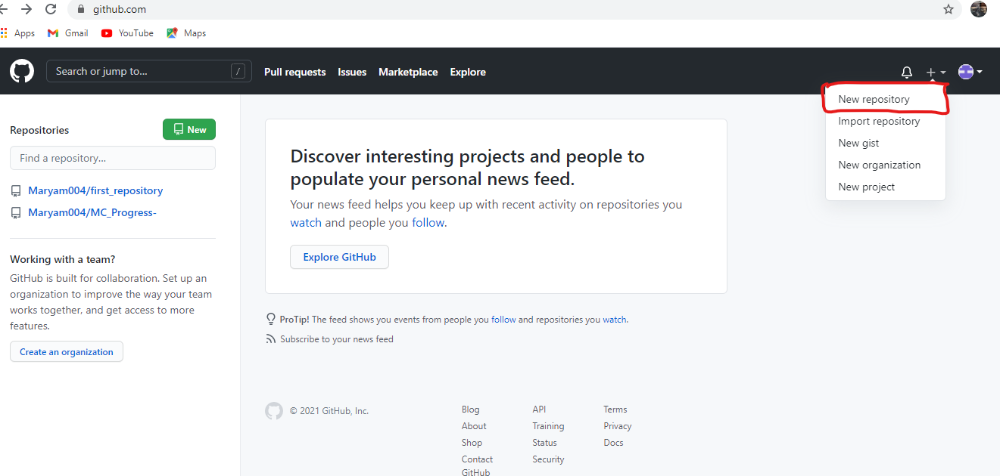 github.com
Apps Gmail YouTube Maps
Search or jump to... / Pull requests Issues Marketplace Explore
New repository
Import repository
New gist
New organization
New project
Repositories New
Find a repository...
Maryam004/first_repository
Maryam004/MC_Progress-
Working with a team?
GitHub is built for collaboration. Set up an
organization to improve the way your team
works together, and get access to more
features.
Create an organization
Discover interesting projects and people to
populate your personal news feed.
Your news feed helps you keep up with recent activity on repositories you
watch and people you follow.
Explore GitHub
ProTip! The feed shows you events from people you follow and repositories you watch.
Subscribe to your news feed
© 2021 GitHub, Inc.
Blog
About
Shop
Contact
GitHub
API
Training
Status
Security
Terms
Privacy
Docs